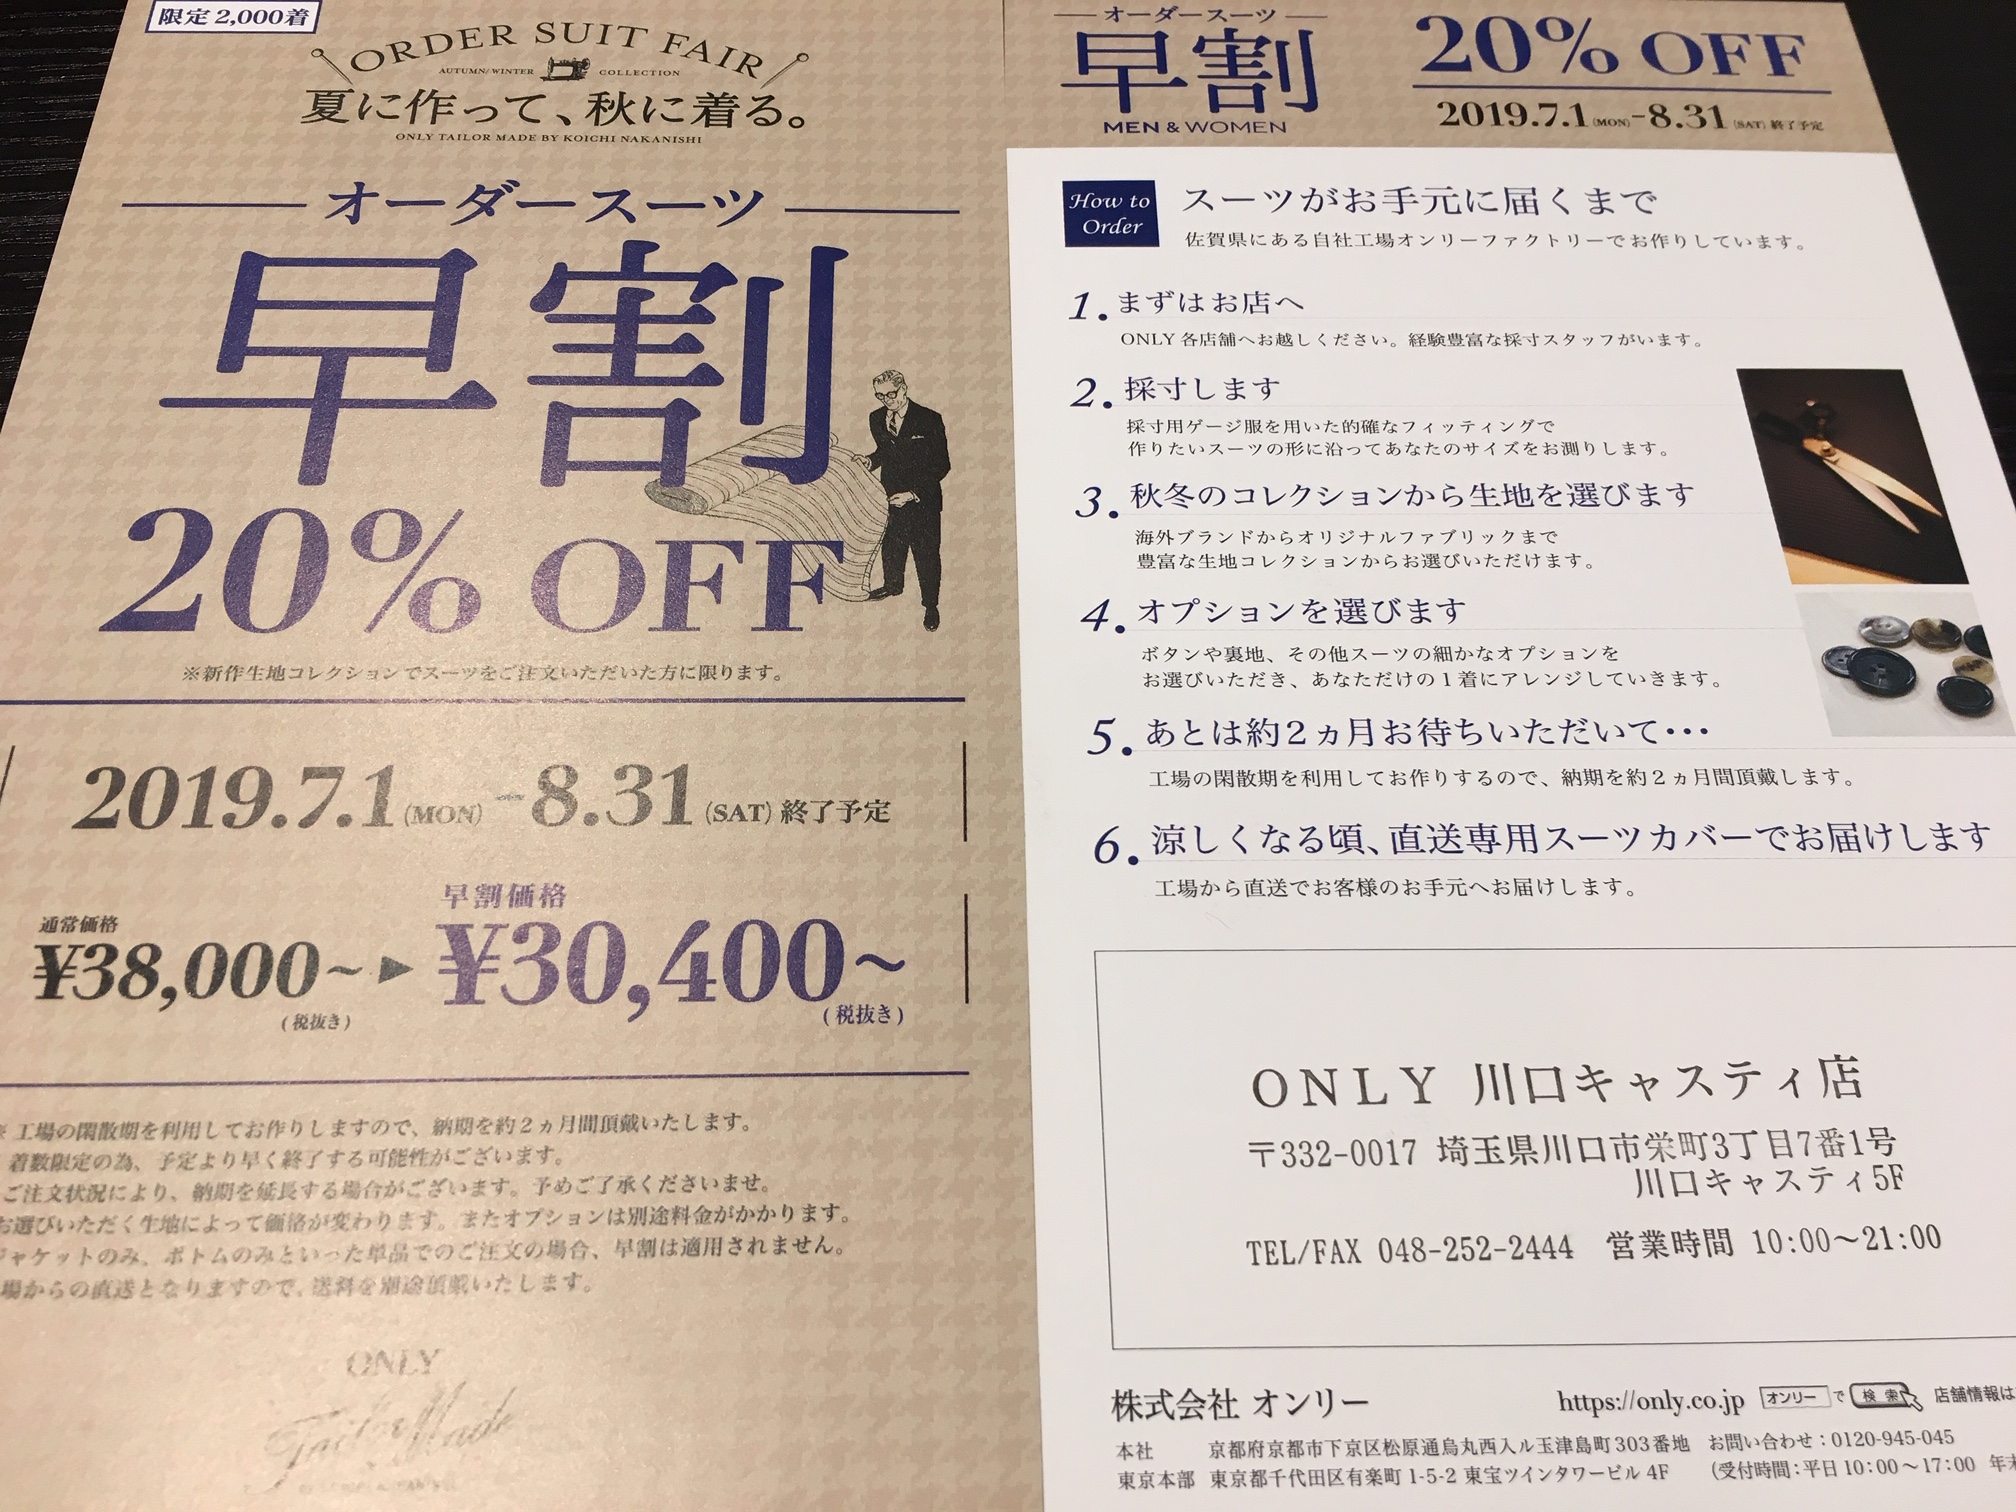 限定2,000着
ORDER SUIT FAIR
AUTUMN/WINTER COLLECTION
夏に作って、秋に着る。
ONLY TAILOR MADE BY KOICHI NAKANISHI
オーダースーツ
早割
20% OFF
※新作生地コレクションでスーツをご注文いただいた方に限ります。
2019.7.1(MON)-8.31(SAT)終了予定
通常価格
¥38,000~
(税抜き)
早割価格
¥30,400~
(税抜き)
※工場の閑散期を利用してお作りしますので、納期を約2ヵ月間頂戴いたします。
着数限定の為、予定より早く終了する可能性がございます。
ご注文状況により、納期を延長する場合がございます。予めご了承くださいませ。
お選びいただく生地によって価格が変わります。またオプションは別途料金がかかります。
ジャケットのみ、ボトムのみといった単品でのご注文の場合、早割は適用されません。
場からの直送となりますので、送料を別途頂戴いたします。
ONLY
Tailor Made
オーダースーツ
早割
MEN & WOMEN
20% OFF
2019.7.1(MON)-8.31(SAT)終了予定
How to Order
スーツがお手元に届くまで
佐賀県にある自社工場オンリーファクトリーでお作りしています。
1. まずはお店へ
ONLY各店舗へお越しください。経験豊富な採寸スタッフがいます。
2. 採寸します
採寸用ゲージ服を用いた的確なフィッティングで
作りたいスーツの形に沿ってあなたのサイズをお測りします。
3. 秋冬のコレクションから生地を選びます
海外ブランドからオリジナルファブリックまで
豊富な生地コレクションからお選びいただけます。
4. オプションを選びます
ボタンや裏地、その他スーツの細かなオプションを
お選びいただき、あなただけの1着にアレンジしていきます。
5. あとは約2ヵ月お待ちいただいて・・・
工場の閑散期を利用してお作りするので、納期を約2ヵ月間頂戴します。
6. 涼しくなる頃、直送専用スーツカバーでお届けします
工場から直送でお客様のお手元へお届けします。
ONLY 川口キャスティ店
〒332-0017 埼玉県川口市栄町3丁目7番1号
川口キャスティ5F
TEL/FAX 048-252-2444 営業時間 10:00〜21:00
株式会社 オンリー
https://only.co.jp オンリー で 検索 店舗情報は
本社 京都府京都市下京区松原通烏丸西入ル玉津島町303番地 お問い合わせ:0120-945-045
東京本部 東京都千代田区有楽町1-5-2 東宝ツインタワービル 4F (受付時間:平日10:00〜17:00 年末